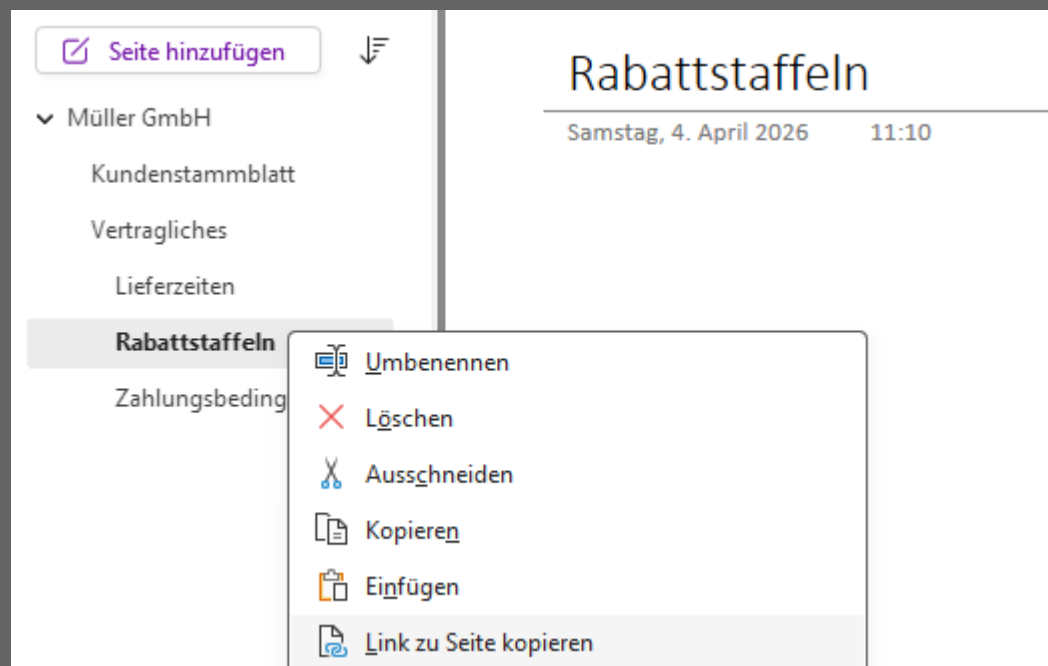 Seite hinzufügen
Müller GmbH
Kundenstammblatt
Vertragliches
Lieferzeiten
Rabattstaffeln
Zahlungsbeding
Rabattstaffeln
Samstag, 4. April 2026 11:10
Umbenennen
Löschen
Ausschneiden
Kopieren
Einfügen
Link zu Seite kopieren